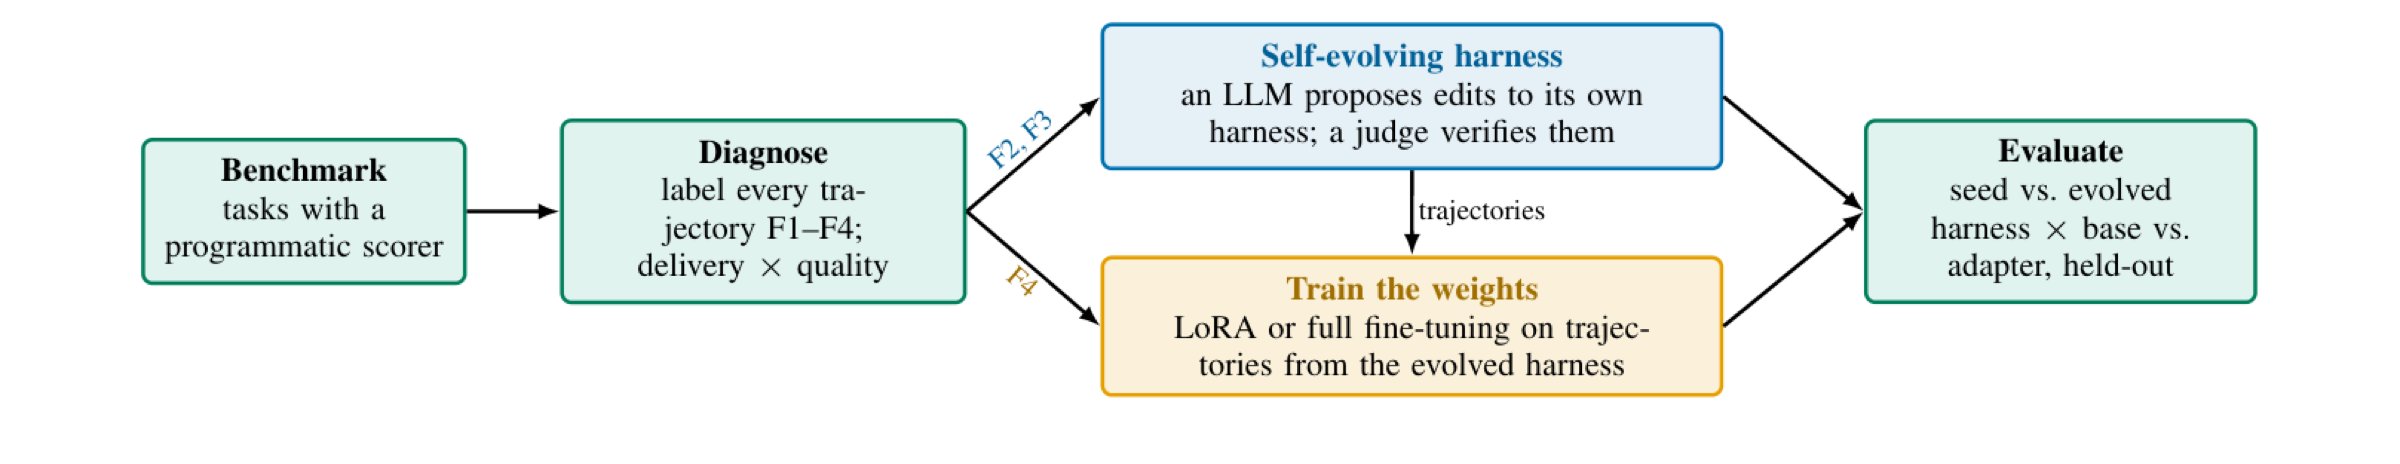 Benchmark
tasks with a
programmatic scorer
Diagnose
label every tra-
jectory F1–F4;
delivery × quality
F2, F3
F4
Self-evolving harness
an LLM proposes edits to its own
harness; a judge verifies them
trajectories
Train the weights
LoRA or full fine-tuning on trajec-
tories from the evolved harness
Evaluate
seed vs. evolved
harness × base vs.
adapter, held-out